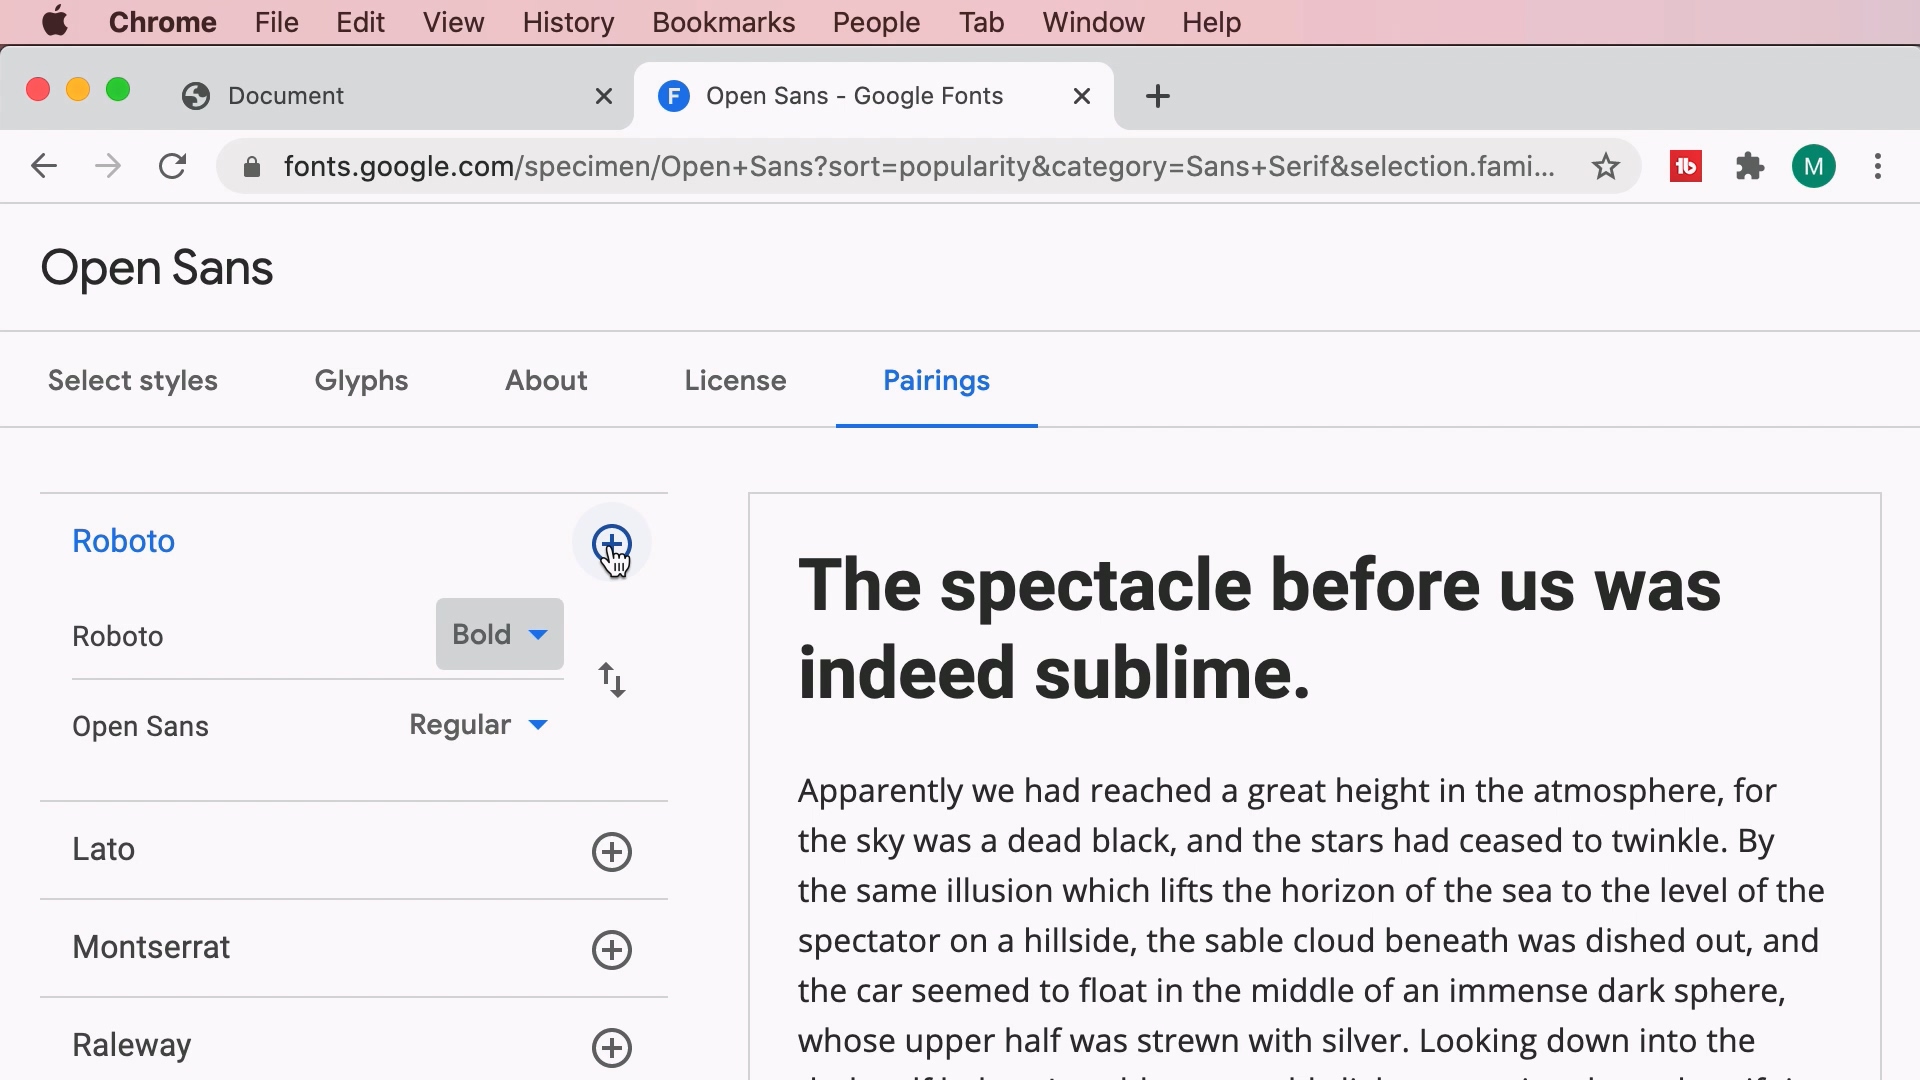 Chrome File Edit View History Bookmarks People Tab Window Help
Document
F Open Sans - Google Fonts
fonts.google.com/specimen/Open+Sans?sort=popularity&category=Sans+Serif&selection.fami...
tb
M
Open Sans
Select styles Glyphs About License Pairings
Roboto
Roboto Bold
Open Sans Regular
Lato
Montserrat
Raleway
The spectacle before us was
indeed sublime.
Apparently we had reached a great height in the atmosphere, for
the sky was a dead black, and the stars had ceased to twinkle. By
the same illusion which lifts the horizon of the sea to the level of the
spectator on a hillside, the sable cloud beneath was dished out, and
the car seemed to float in the middle of an immense dark sphere,
whose upper half was strewn with silver. Looking down into the